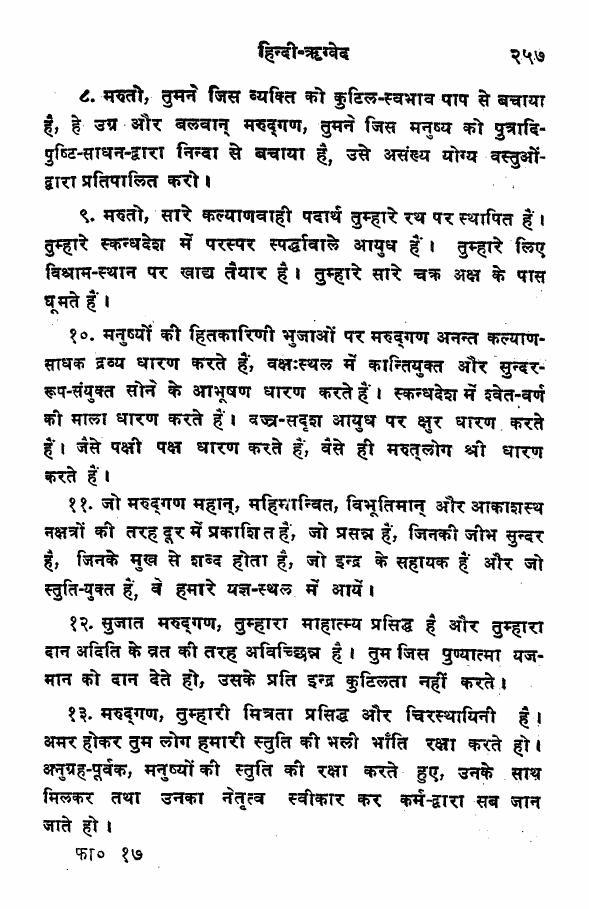 हिन्दी-ऋग्वेद २५७
८. मरुतो, तुमने जिस व्यक्ति को कुटिल-स्वभाव पाप से बचाया
है, हे उग्र और बलवान् मरुद्गण, तुमने जिस मनुष्य को पुत्रादि-
पुष्टि-साधन-द्वारा निन्दा से बचाया है, उसे असंख्य योग्य वस्तुओं-
द्वारा प्रतिपालित करो।
९. मरुतो, सारे कल्याणवाही पदार्थ तुम्हारे रथ पर स्थापित हैं।
तुम्हारे स्कन्धदेश में परस्पर स्पर्द्धावाले आयुध हैं। तुम्हारे लिए
विश्राम-स्थान पर खाद्य तैयार है। तुम्हारे सारे चक्र अक्ष के पास
घूमते हैं।
१०. मनुष्यों की हितकारिणी भुजाओं पर मरुद्गण अनन्त कल्याण-
साधक द्रव्य धारण करते हैं, वक्षःस्थल में कान्तियुक्त और सुन्दर-
रूप-संयुक्त सोने के आभूषण धारण करते हैं। स्कन्धदेश में श्वेत-वर्ण
की माला धारण करते हैं। वज्र-सदृश आयुध पर क्षुर धारण करते
हैं। जैसे पक्षी पक्ष धारण करते हैं, वैसे ही मरुत्लोग श्री धारण
करते हैं।
११. जो मरुद्गण महान्, महिमान्वित, विभूतिमान् और आकाशस्थ
नक्षत्रों की तरह दूर में प्रकाशित हैं, जो प्रसन्न हैं, जिनकी जीभ सुन्दर
है, जिनके मुख से शब्द होता है, जो इन्द्र के सहायक हैं और जो
स्तुति-युक्त हैं, वे हमारे यज्ञ-स्थल में आयें।
१२. सुजात मरुद्गण, तुम्हारा माहात्म्य प्रसिद्ध है और तुम्हारा
दान अदिति के व्रत की तरह अविच्छिन्न है। तुम जिस पुण्यात्मा यज-
मान को दान देते हो, उसके प्रति इन्द्र कुटिलता नहीं करते।
१३. मरुद्गण, तुम्हारी मित्रता प्रसिद्ध और चिरस्थायिनी है।
अमर होकर तुम लोग हमारी स्तुति की भली भाँति रक्षा करते हो।
अनुग्रह-पूर्वक, मनुष्यों की स्तुति की रक्षा करते हुए, उनके साथ
मिलकर तथा उनका नेतृत्व स्वीकार कर कर्म-द्वारा सब जान
जाते हो।
फा० १७